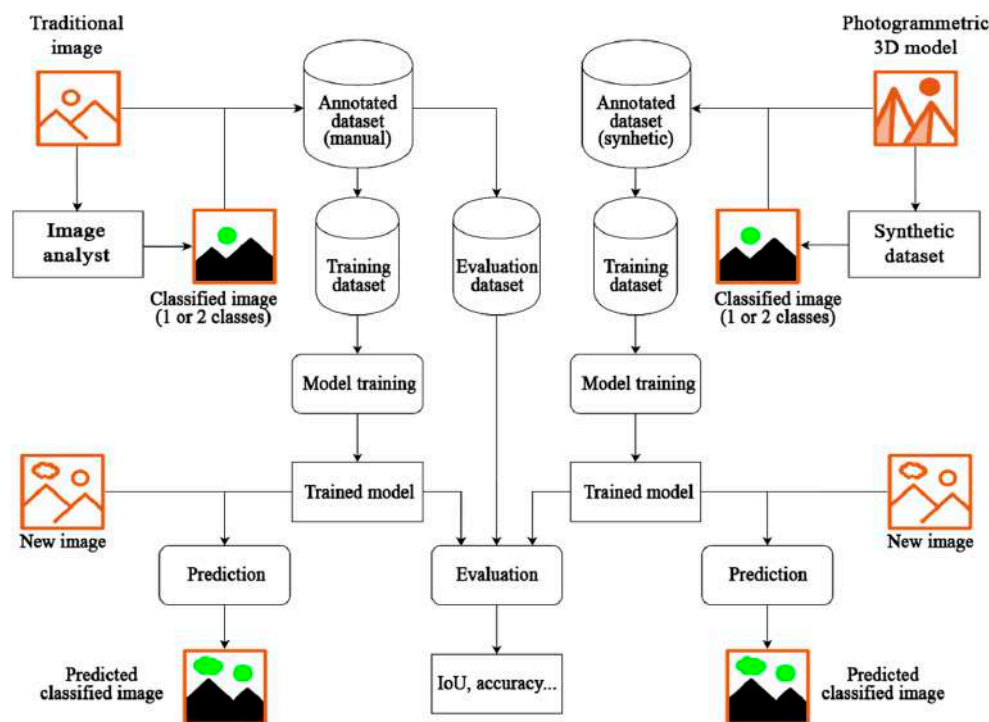 Traditional
image
Photogrammetric
3D model
Annotated
dataset
(manual)
Annotated
dataset
(synhetic)
Image
analyst
Classified image
(1 or 2 classes)
Training
dataset
Evaluation
dataset
Training
dataset
Classified image
(1 or 2 classes)
Synthetic
dataset
Model training
Model training
New image
Trained model
Trained model
New image
Prediction
Evaluation
Prediction
Predicted
classified image
IoU, accuracy...
Predicted
classified image